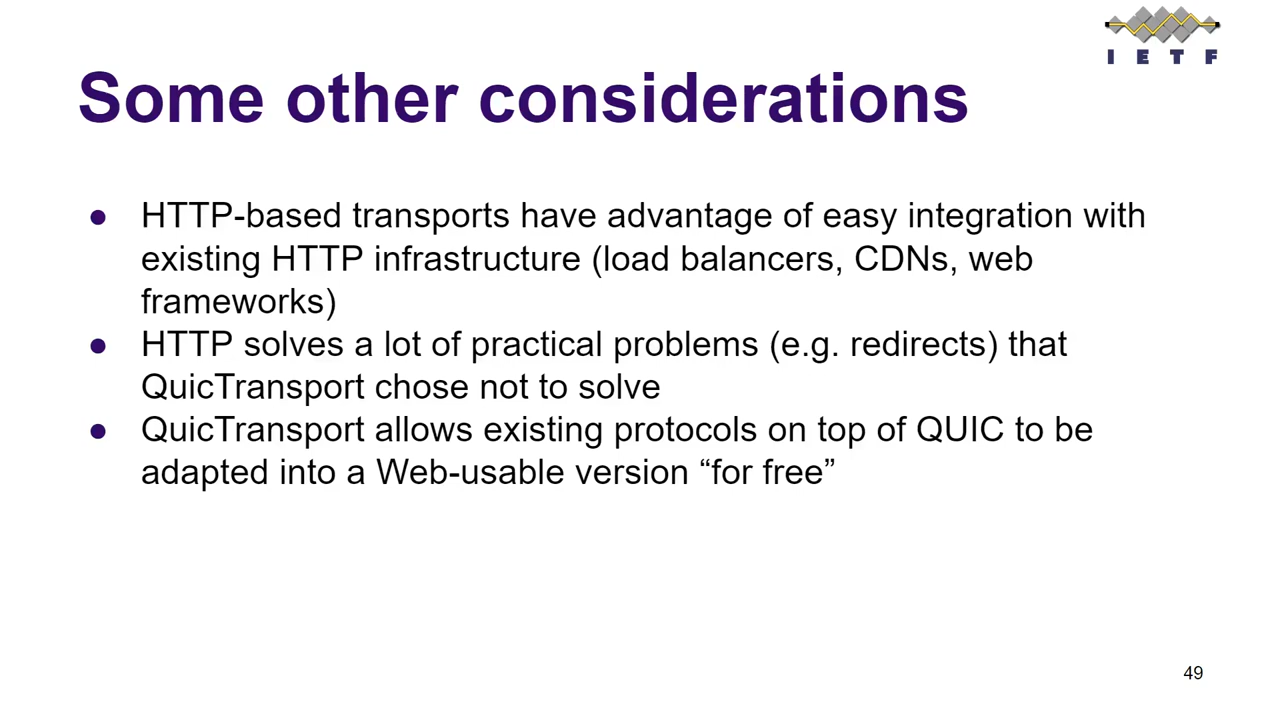 I E T F
Some other considerations
● HTTP-based transports have advantage of easy integration with
existing HTTP infrastructure (load balancers, CDNs, web
frameworks)
● HTTP solves a lot of practical problems (e.g. redirects) that
QuicTransport chose not to solve
● QuicTransport allows existing protocols on top of QUIC to be
adapted into a Web-usable version “for free”
49